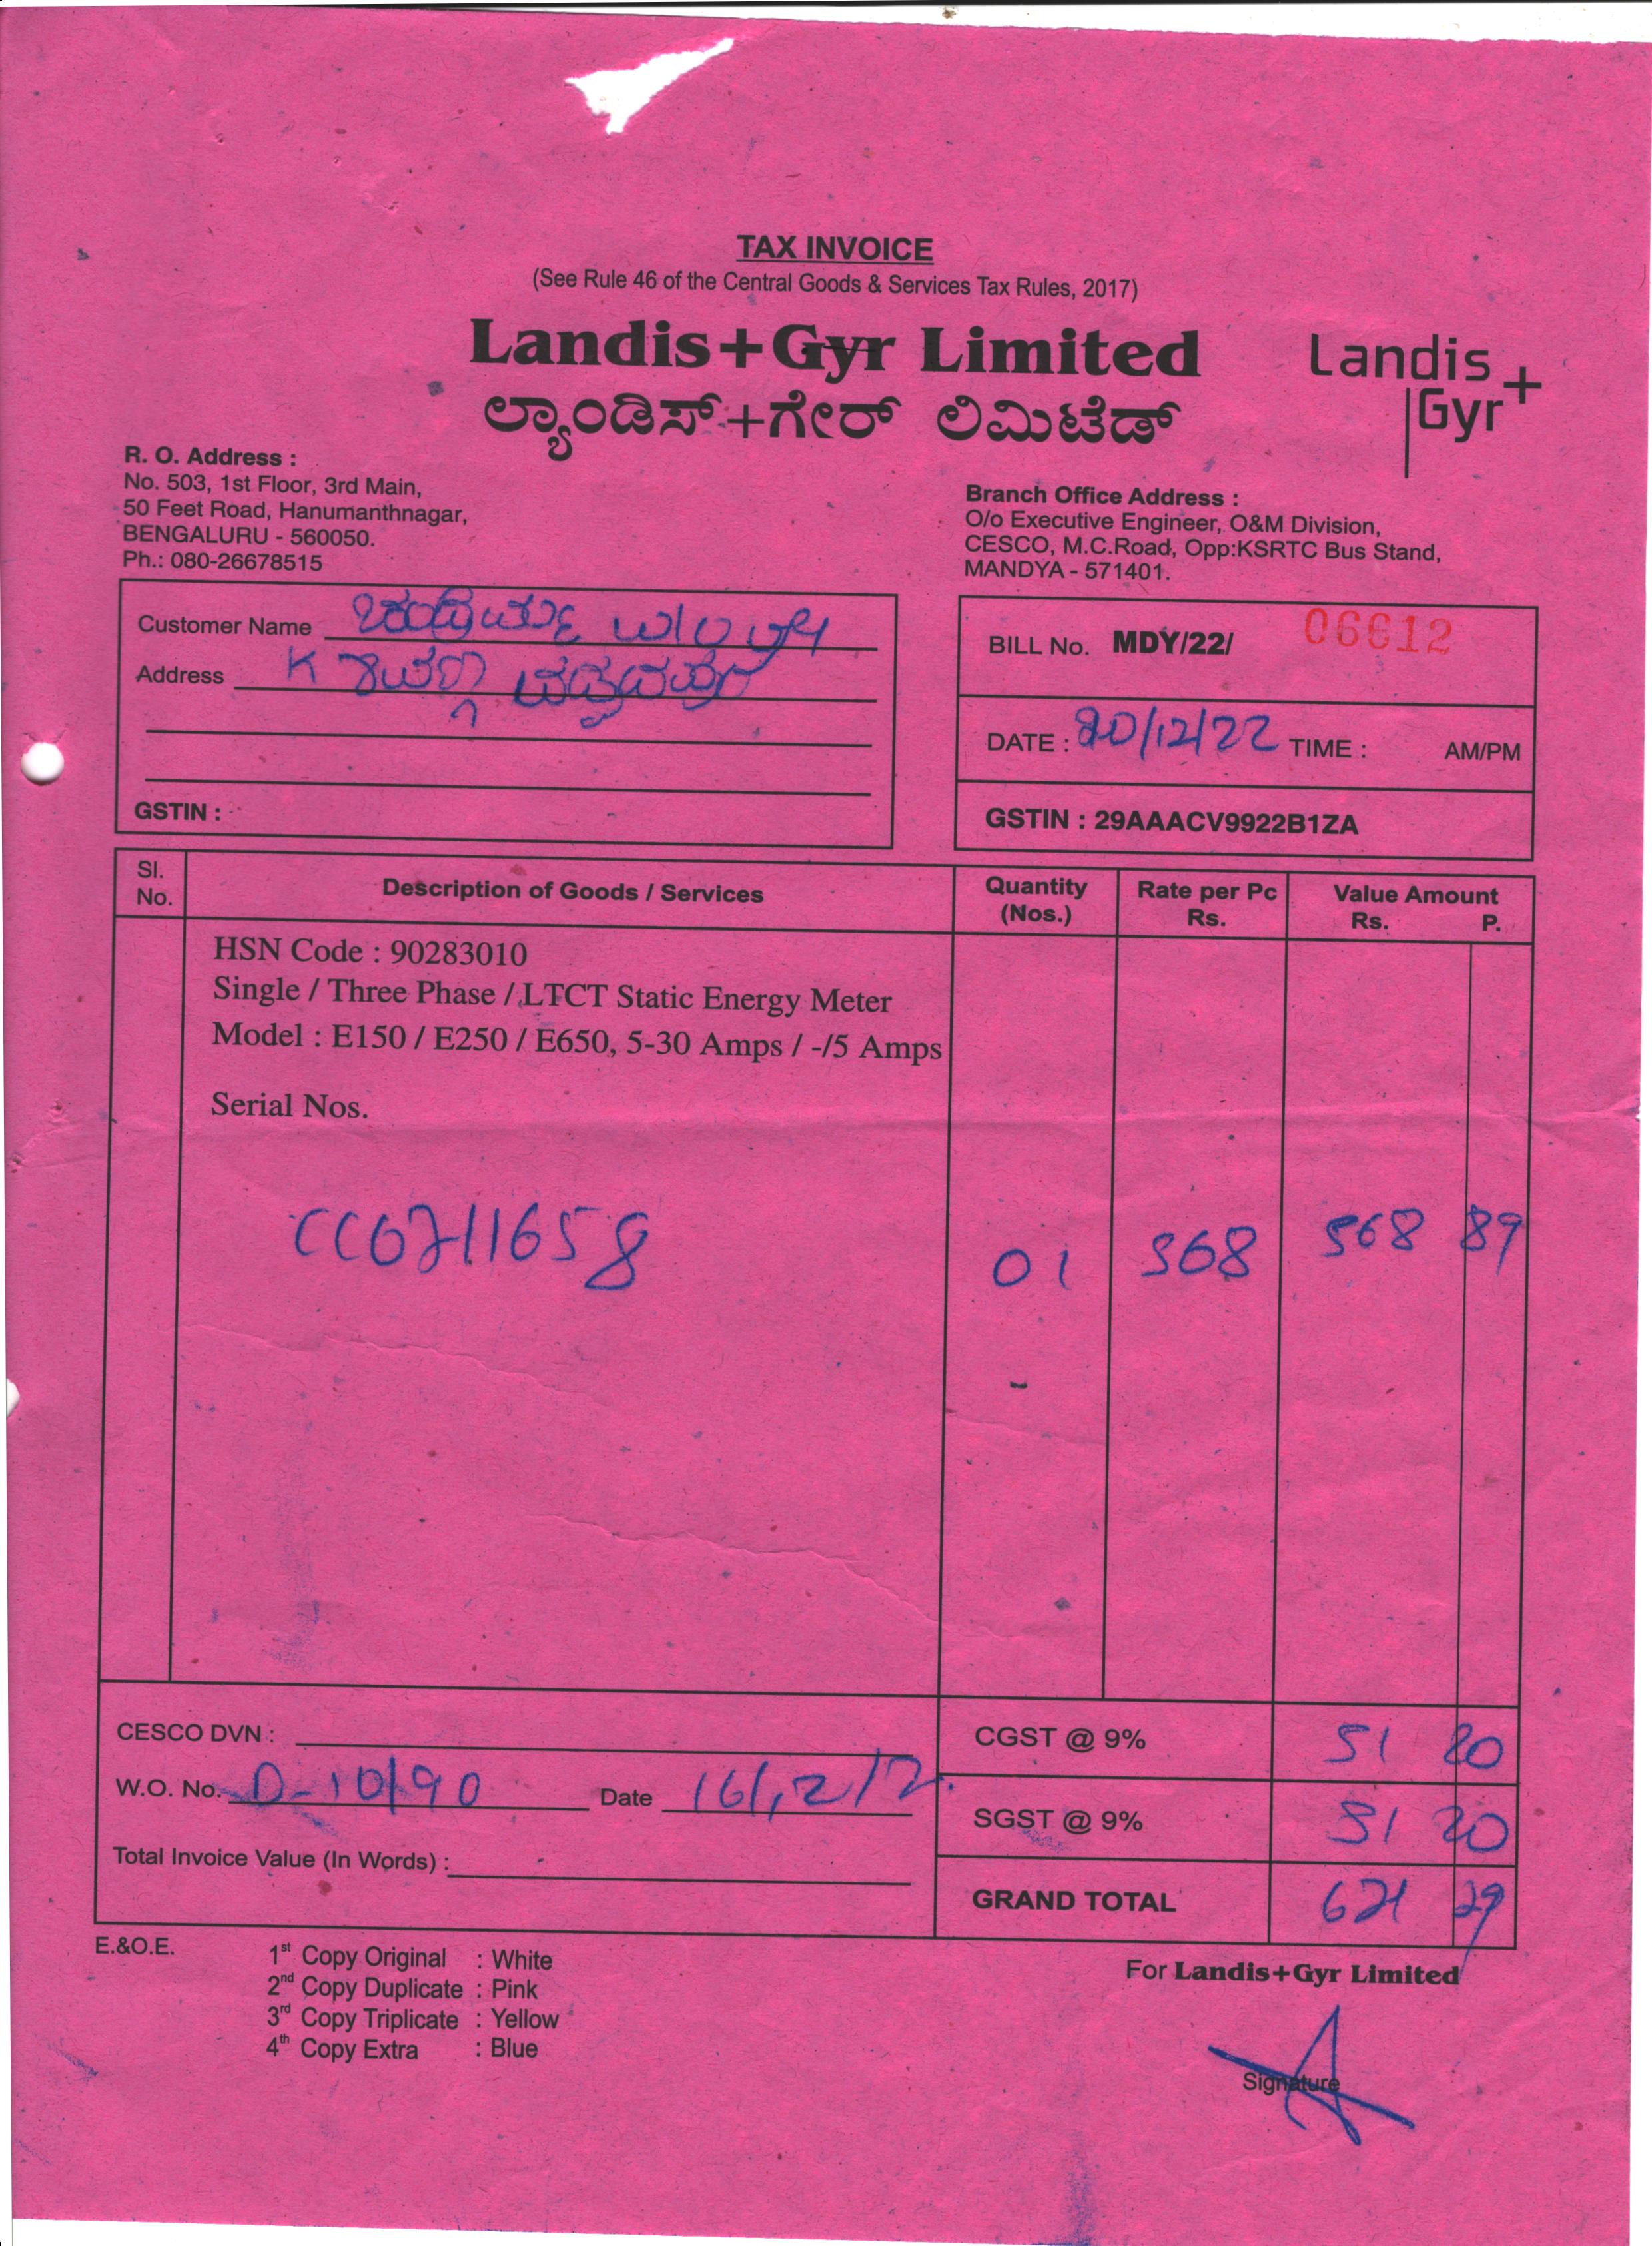 TAX INVOICE
(See Rule 46 of the Central Goods & Services Tax Rules, 2017)
Landis+Gyr Limited
ಲ್ಯಾಂಡಿಸ್+ಗೇರ್ ಲಿಮಿಟೆಡ್
Landis
Gyr+
R. O. Address :
No. 503, 1st Floor, 3rd Main,
50 Feet Road, Hanumanthnagar,
BENGALURU - 560050.
Ph.: 080-26678515
Branch Office Address :
O/o Executive Engineer, O&M Division,
CESCO, M.C.Road, Opp:KSRTC Bus Stand,
MANDYA - 571401.
Customer Name
Address K
GSTIN :
BILL No. MDY/22/ 06612
DATE : 20/12/22 TIME : AM/PM
GSTIN : 29AAACV9922B1ZA
Sl. No. Description of Goods / Services Quantity (Nos.) Rate per Pc Rs. Value Amount Rs. P.
HSN Code : 90283010
Single / Three Phase / LTCT Static Energy Meter
Model : E150 / E250 / E650, 5-30 Amps / -/5 Amps
Serial Nos.
CC0711658 01 568 568 89
CESCO DVN :
W.O. No. D-10/90 Date
Total Invoice Value (In Words) :
CGST @ 9% 51 20
SGST @ 9% 51 20
GRAND TOTAL 671 29
E.&O.E.
1st Copy Original : White
2nd Copy Duplicate : Pink
3rd Copy Triplicate : Yellow
4th Copy Extra : Blue
For Landis+Gyr Limited
Signature